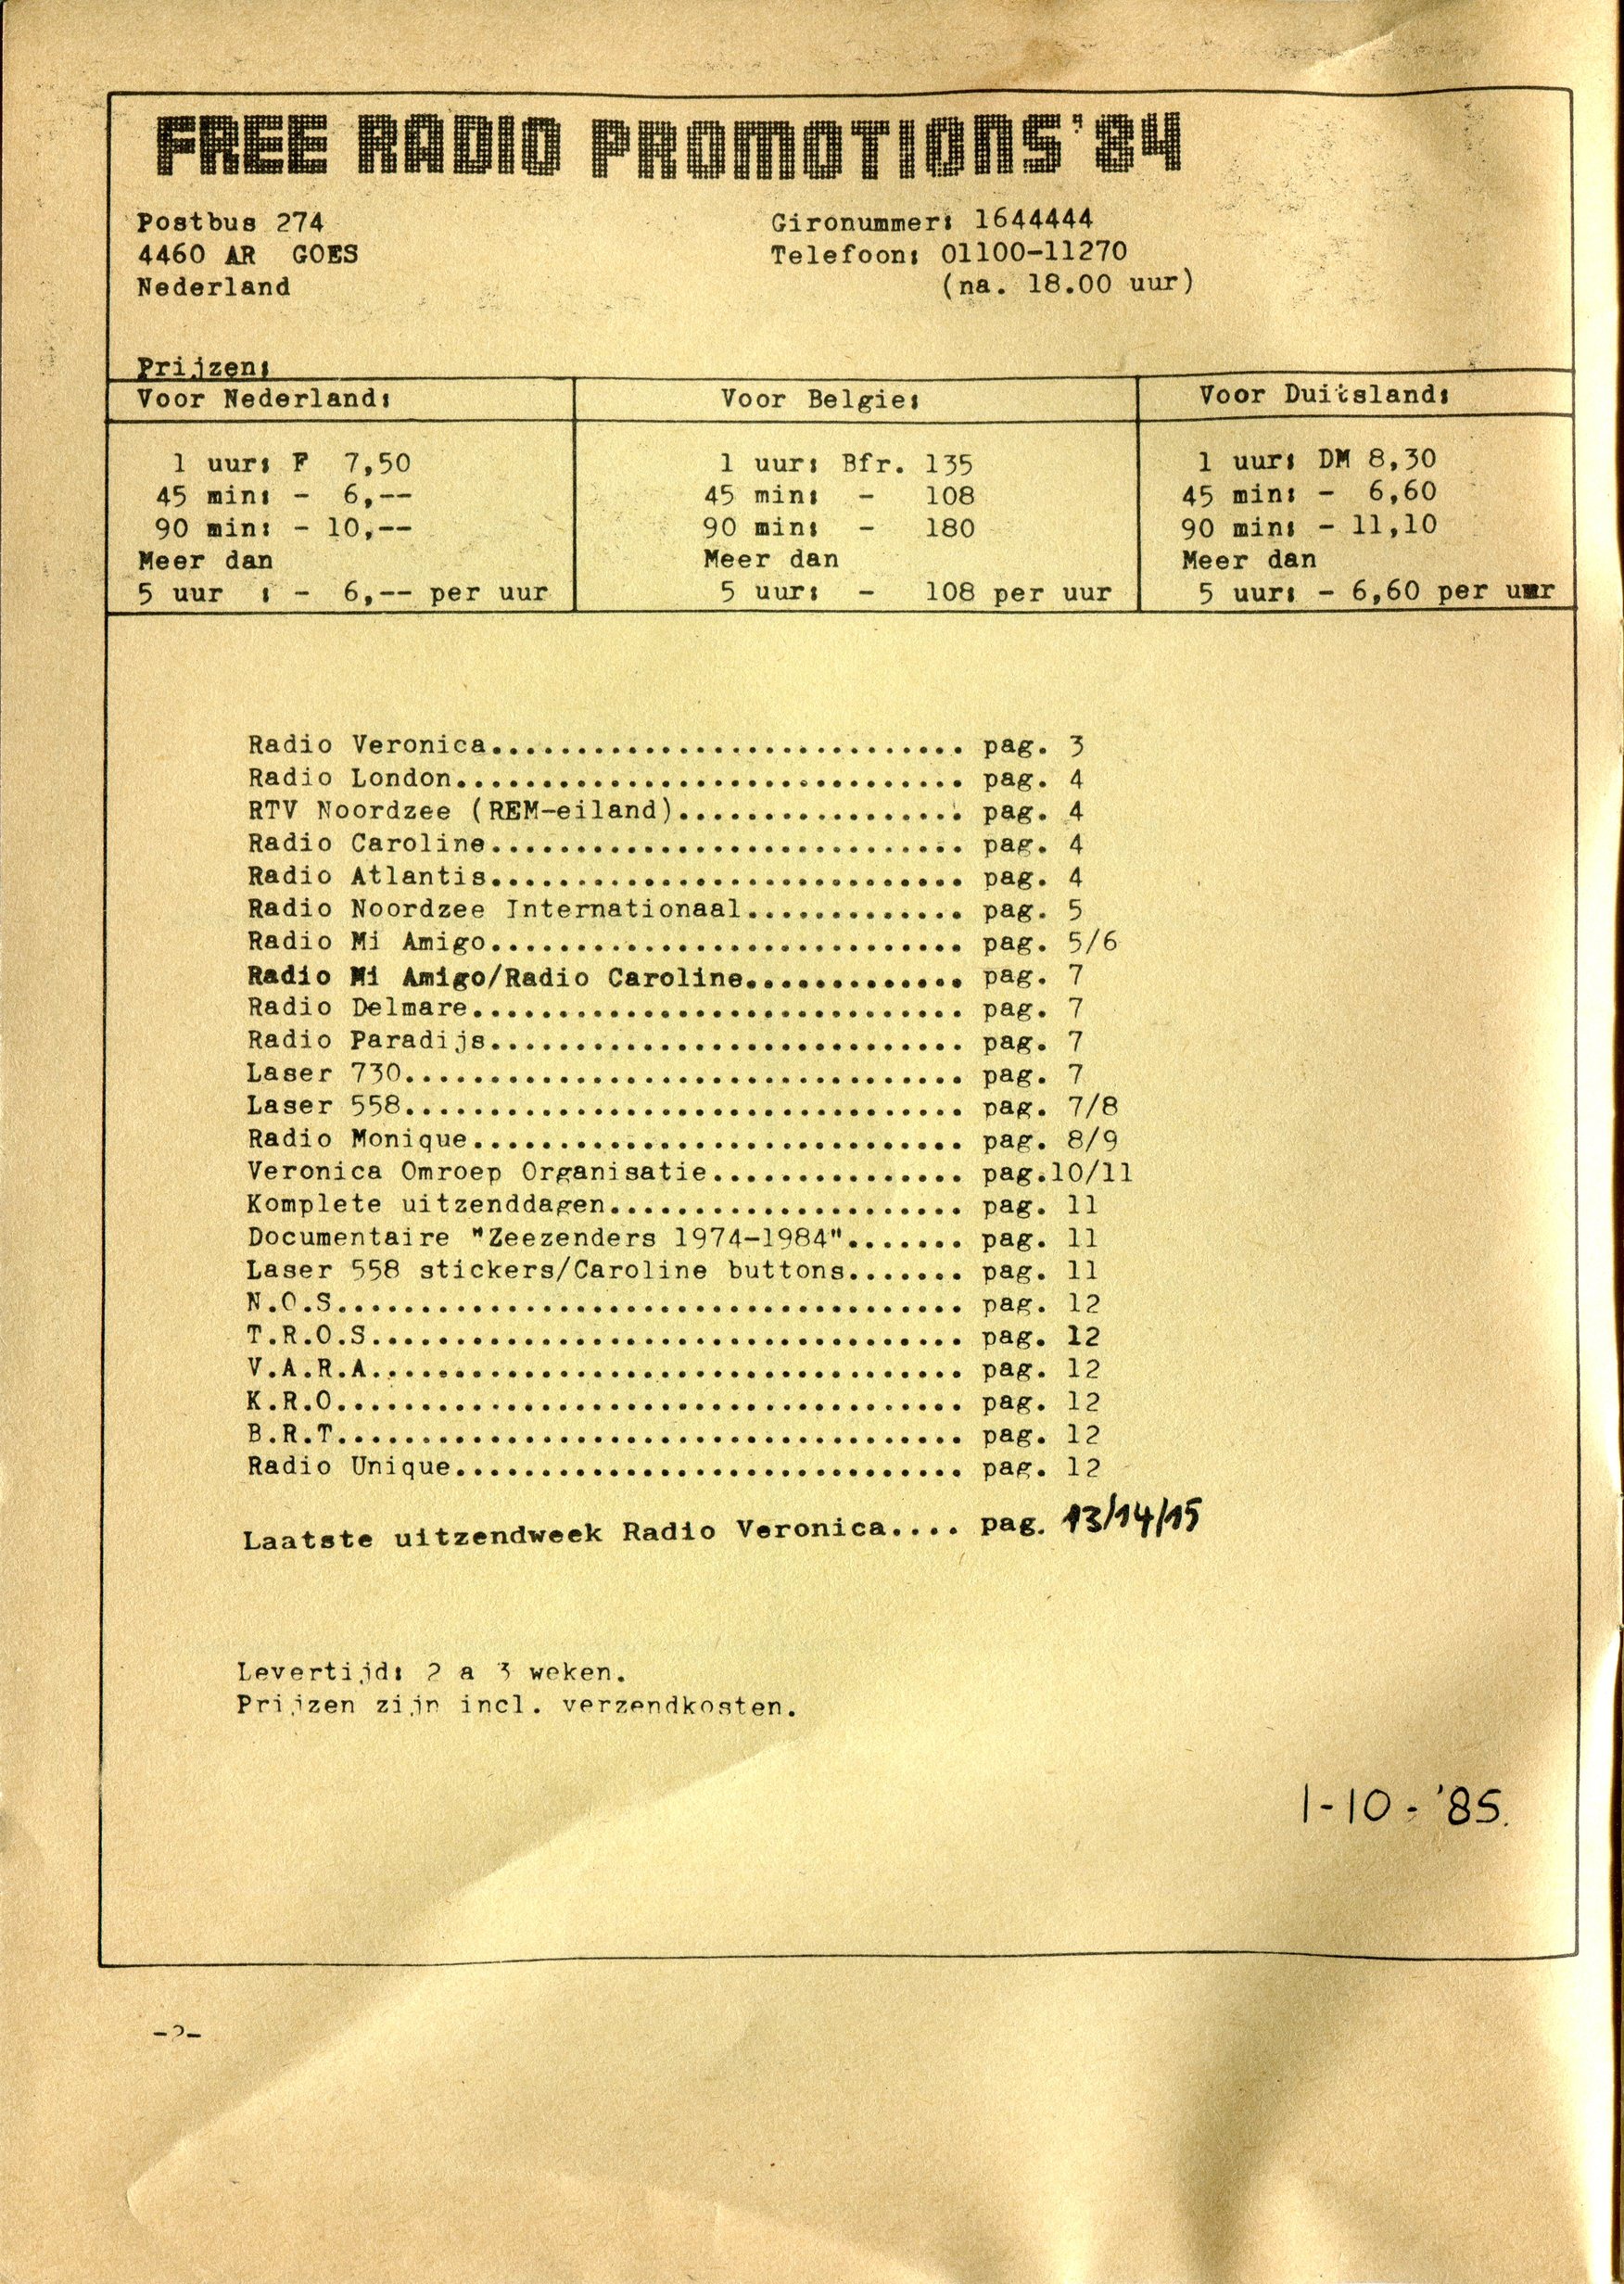 FREE RADIO PROMOTIONS'84
Postbus 274
4460 AR GOES
Nederland
Gironummer: 1644444
Telefoon: 01100-11270
(na. 18.00 uur)
Prijzen:
Voor Nederland:
1 uur: F 7,50
45 min: - 6,--
90 min: - 10,--
Meer dan
5 uur : - 6,-- per uur
Voor Belgie:
1 uur: Bfr. 135
45 min: - 108
90 min: - 180
Meer dan
5 uur: - 108 per uur
Voor Duitsland:
1 uur: DM 8,30
45 min: - 6,60
90 min: - 11,10
Meer dan
5 uur: - 6,60 per uur
Radio Veronica............................ pag. 3
Radio London.............................. pag. 4
RTV Noordzee (REM-eiland)................. pag. 4
Radio Caroline............................ pag. 4
Radio Atlantis............................ pag. 4
Radio Noordzee Internationaal............. pag. 5
Radio Mi Amigo............................ pag. 5/6
Radio Mi Amigo/Radio Caroline............. pag. 7
Radio Delmare............................. pag. 7
Radio Paradijs............................ pag. 7
Laser 730................................. pag. 7
Laser 558................................. pag. 7/8
Radio Monique............................. pag. 8/9
Veronica Omroep Organisatie............... pag.10/11
Komplete uitzenddagen..................... pag. 11
Documentaire "Zeezenders 1974-1984"....... pag. 11
Laser 558 stickers/Caroline buttons....... pag. 11
N.O.S..................................... pag. 12
T.R.O.S................................... pag. 12
V.A.R.A................................... pag. 12
K.R.O..................................... pag. 12
B.R.T..................................... pag. 12
Radio Unique.............................. pag. 12
Laatste uitzendweek Radio Veronica.... pag. 13/14/15
Levertijd: 2 a 3 weken.
Prijzen zijn incl. verzendkosten.
1-10-'85.
-2-